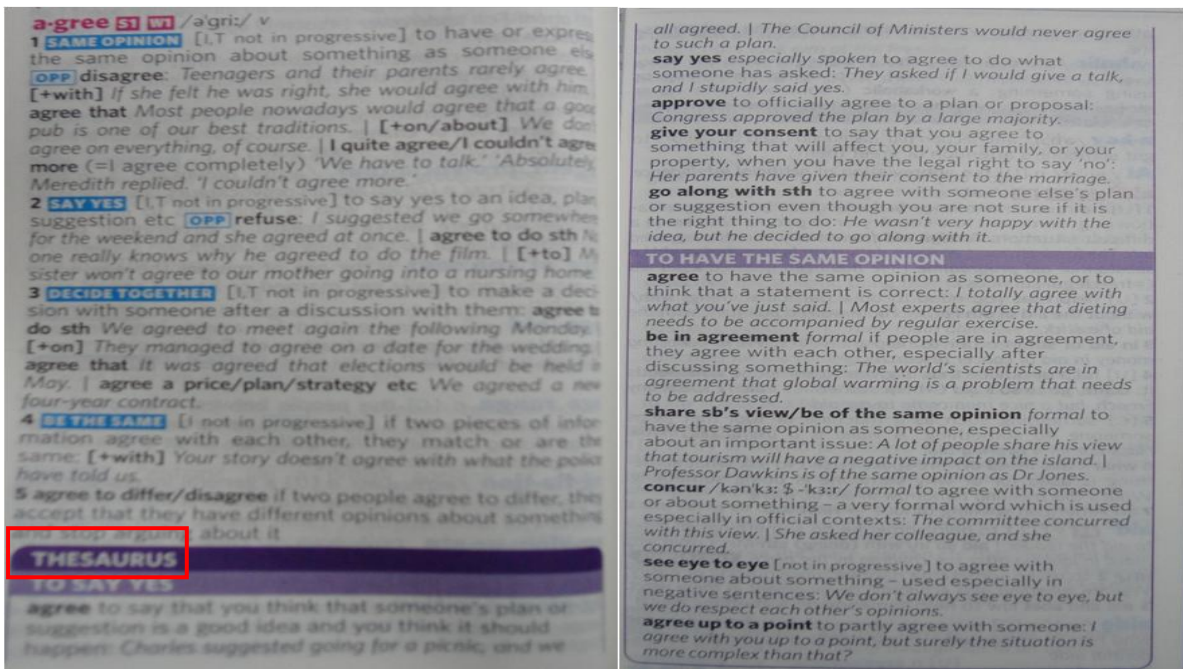 a·gree S1 W1 /əˈɡriː/ v
1 SAME OPINION [I,T not in progressive] to have or expres
the same opinion about something as someone els
OPP disagree: Teenagers and their parents rarely agree.
[+with] If she felt he was right, she would agree with him.
agree that Most people nowadays would agree that a goo
pub is one of our best traditions. | [+on/about] We don
agree on everything, of course. | I quite agree/I couldn't agre
more (=I agree completely) 'We have to talk.' 'Absolutely,
Meredith replied. 'I couldn't agree more.'
2 SAY YES [I,T not in progressive] to say yes to an idea, plan
suggestion etc OPP refuse: I suggested we go somewher
for the weekend and she agreed at once. | agree to do sth N
one really knows why he agreed to do the film. | [+to] M
sister won't agree to our mother going into a nursing home.
3 DECIDE TOGETHER [I,T not in progressive] to make a deci-
sion with someone after a discussion with them: agree to
do sth We agreed to meet again the following Monday. |
[+on] They managed to agree on a date for the wedding. |
agree that It was agreed that elections would be held in
May. | agree a price/plan/strategy etc We agreed a new
four-year contract.
4 BE THE SAME [I not in progressive] if two pieces of infor-
mation agree with each other, they match or are the
same: [+with] Your story doesn't agree with what the police
have told us.
5 agree to differ/disagree if two people agree to differ, they
accept that they have different opinions about something
and stop arguing about it
THESAURUS
TO SAY YES
agree to say that you think that someone's plan or
suggestion is a good idea and you think it should
happen: Charles suggested going for a picnic, and we
all agreed. | The Council of Ministers would never agree
to such a plan.
say yes especially spoken to agree to do what
someone has asked: They asked if I would give a talk,
and I stupidly said yes.
approve to officially agree to a plan or proposal:
Congress approved the plan by a large majority.
give your consent to say that you agree to
something that will affect you, your family, or your
property, when you have the legal right to say 'no':
Her parents have given their consent to the marriage.
go along with sth to agree with someone else's plan
or suggestion even though you are not sure if it is
the right thing to do: He wasn't very happy with the
idea, but he decided to go along with it.
TO HAVE THE SAME OPINION
agree to have the same opinion as someone, or to
think that a statement is correct: I totally agree with
what you've just said. | Most experts agree that dieting
needs to be accompanied by regular exercise.
be in agreement formal if people are in agreement,
they agree with each other, especially after
discussing something: The world's scientists are in
agreement that global warming is a problem that needs
to be addressed.
share sb's view/be of the same opinion formal to
have the same opinion as someone, especially
about an important issue: A lot of people share his view
that tourism will have a negative impact on the island. |
Professor Dawkins is of the same opinion as Dr Jones.
concur /kənˈkɜː $ -ˈkɜːr/ formal to agree with someone
or about something – a very formal word which is used
especially in official contexts: The committee concurred
with this view. | She asked her colleague, and she
concurred.
see eye to eye [not in progressive] to agree with
someone about something – used especially in
negative sentences: We don't always see eye to eye, but
we do respect each other's opinions.
agree up to a point to partly agree with someone: I
agree with you up to a point, but surely the situation is
more complex than that?